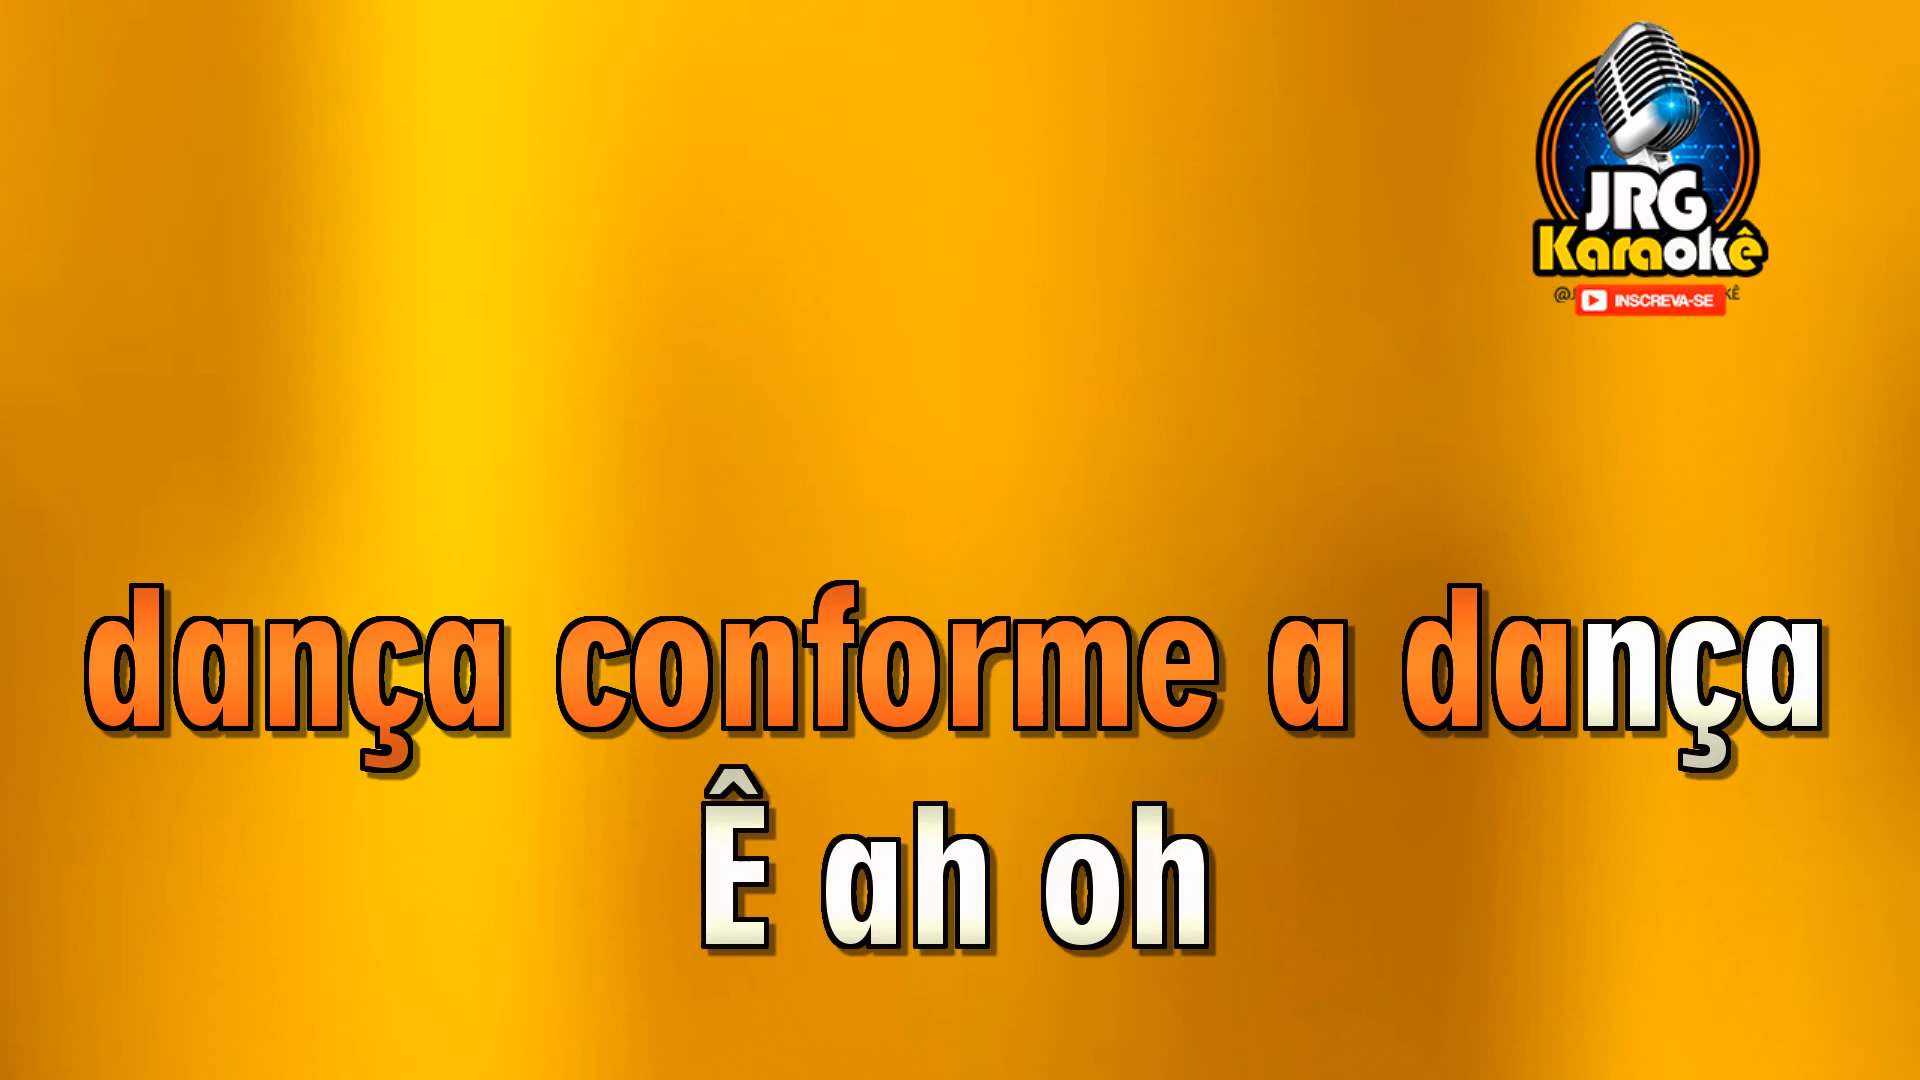 JRG
Karaokê
INSCREVA-SE
dança conforme a dança
Ê ah oh